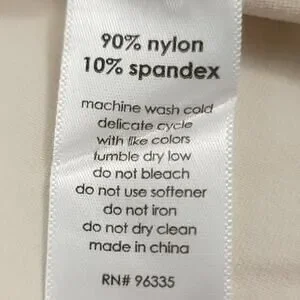 90% nylon
10% spandex
machine wash cold
delicate cycle
with like colors
tumble dry low
do not bleach
do not use softener
do not iron
do not dry clean
made in china
RN# 96335